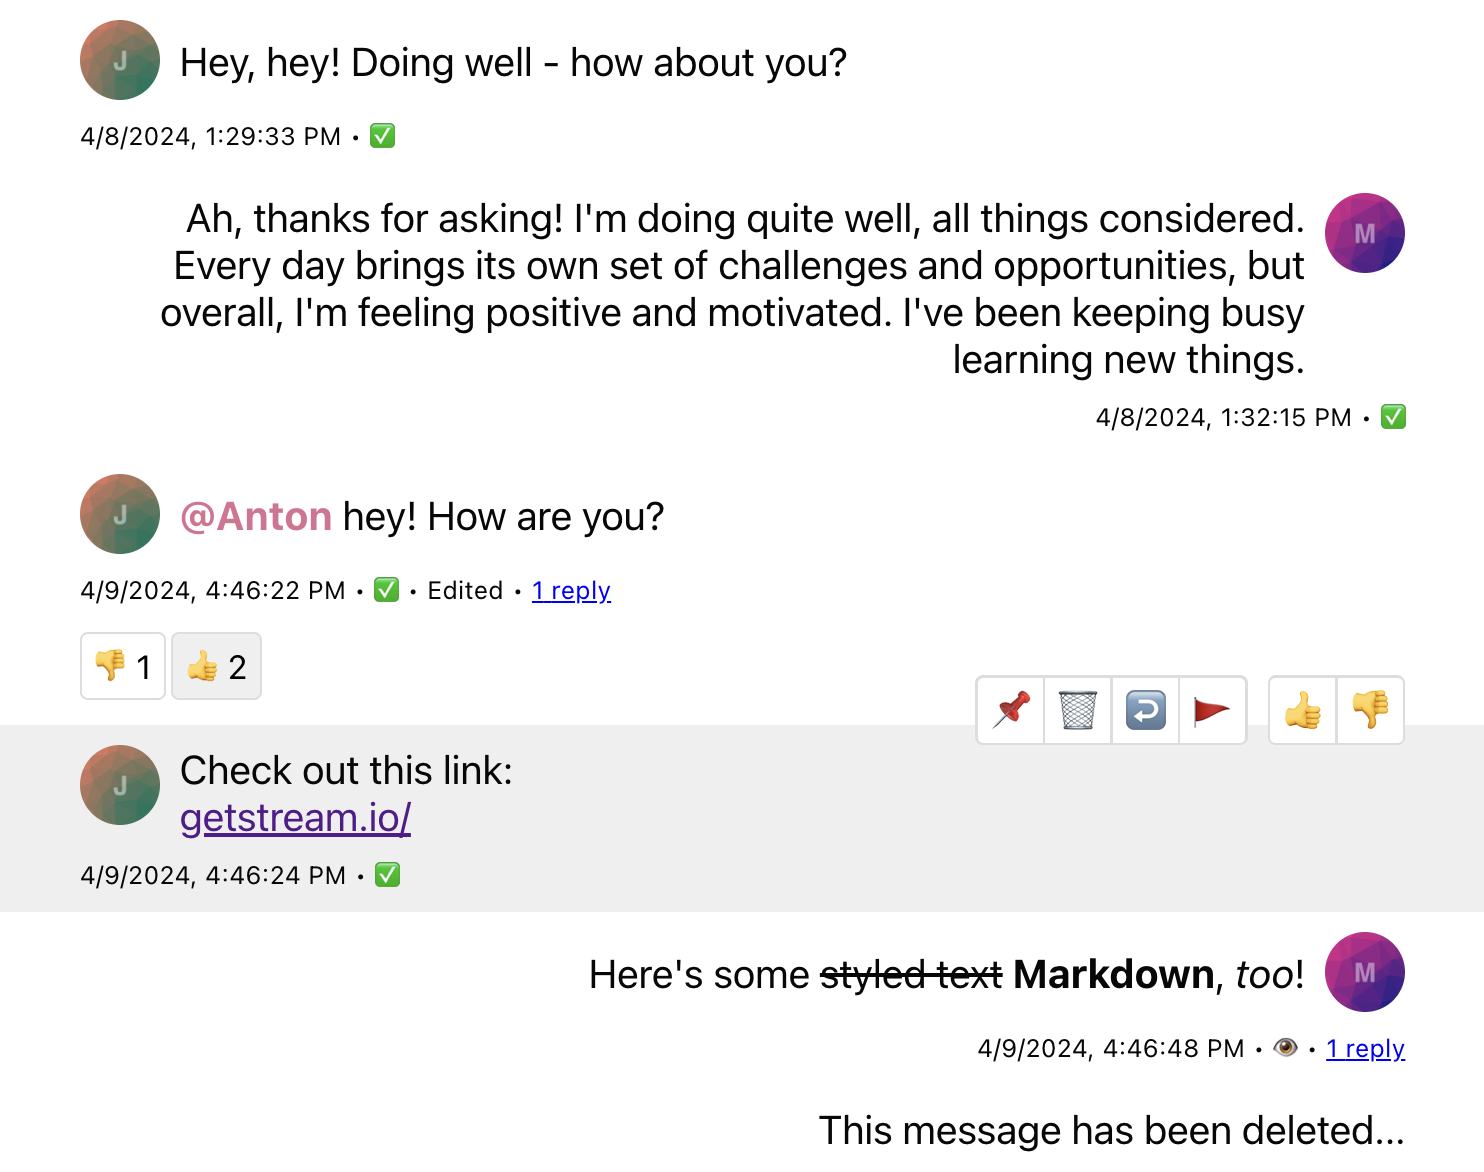 J
Hey, hey! Doing well - how about you?
4/8/2024, 1:29:33 PM • ✅
Ah, thanks for asking! I'm doing quite well, all things considered.
M
Every day brings its own set of challenges and opportunities, but
overall, I'm feeling positive and motivated. I've been keeping busy
learning new things.
4/8/2024, 1:32:15 PM • ✅
J
@Anton hey! How are you?
4/9/2024, 4:46:22 PM • ✅ • Edited • 1 reply
👎 1 👍 2
J
Check out this link:
getstream.io/
4/9/2024, 4:46:24 PM • ✅
Here's some styled text Markdown, too!
M
4/9/2024, 4:46:48 PM • 👁 • 1 reply
This message has been deleted...